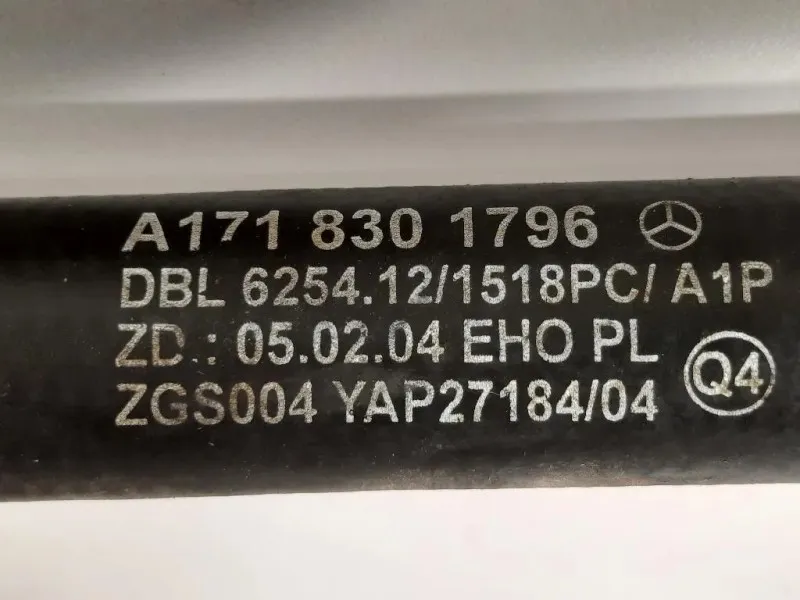 A171 830 1796
DBL 6254.12/1518PC/ A1P
ZD.: 05.02.04 EHO PL
ZGS004 YAP27184/04
Q4